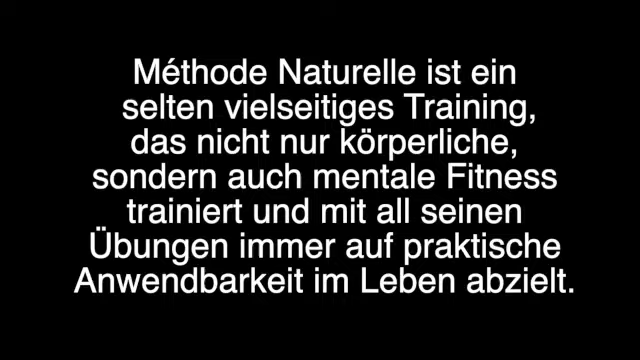 Méthode Naturelle ist ein
selten vielseitiges Training,
das nicht nur körperliche,
sondern auch mentale Fitness
trainiert und mit all seinen
Übungen immer auf praktische
Anwendbarkeit im Leben abzielt.